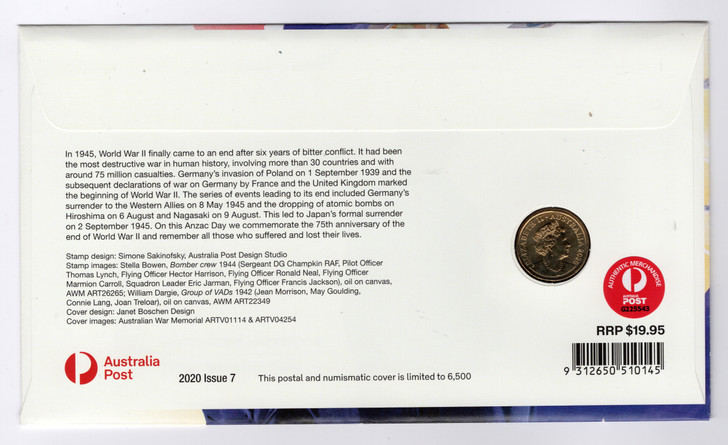 In 1945, World War II finally came to an end after six years of bitter conflict. It had been
the most destructive war in human history, involving more than 30 countries and with
around 75 million casualties. Germany's invasion of Poland on 1 September 1939 and the
subsequent declarations of war on Germany by France and the United Kingdom marked
the beginning of World War II. The series of events leading to its end included Germany's
surrender to the Western Allies on 8 May 1945 and the dropping of atomic bombs on
Hiroshima on 6 August and Nagasaki on 9 August. This led to Japan's formal surrender
on 2 September 1945. On this Anzac Day we commemorate the 75th anniversary of the
end of World War II and remember all those who suffered and lost their lives.
Stamp design: Simone Sakinofsky, Australia Post Design Studio
Stamp images: Stella Bowen, Bomber crew 1944 (Sergeant DG Champkin RAF, Pilot Officer
Thomas Lynch, Flying Officer Hector Harrison, Flying Officer Ronald Neal, Flying Officer
Marmion Carroll, Squadron Leader Eric Jarman, Flying Officer Francis Jackson), oil on canvas,
AWM ART26265; William Dargie, Group of VADs 1942 (Jean Morrison, May Goulding,
Connie Lang, Joan Treloar), oil on canvas, AWM ART22349
Cover design: Janet Boschen Design
Cover images: Australian War Memorial ARTV01114 & ARTV04254
ELIZABETH II AUSTRALIA
AUTHENTIC MERCHANDISE
POST
G225543
RRP $19.95
9 312650 510145
Australia
Post
2020 Issue 7
This postal and numismatic cover is limited to 6,500